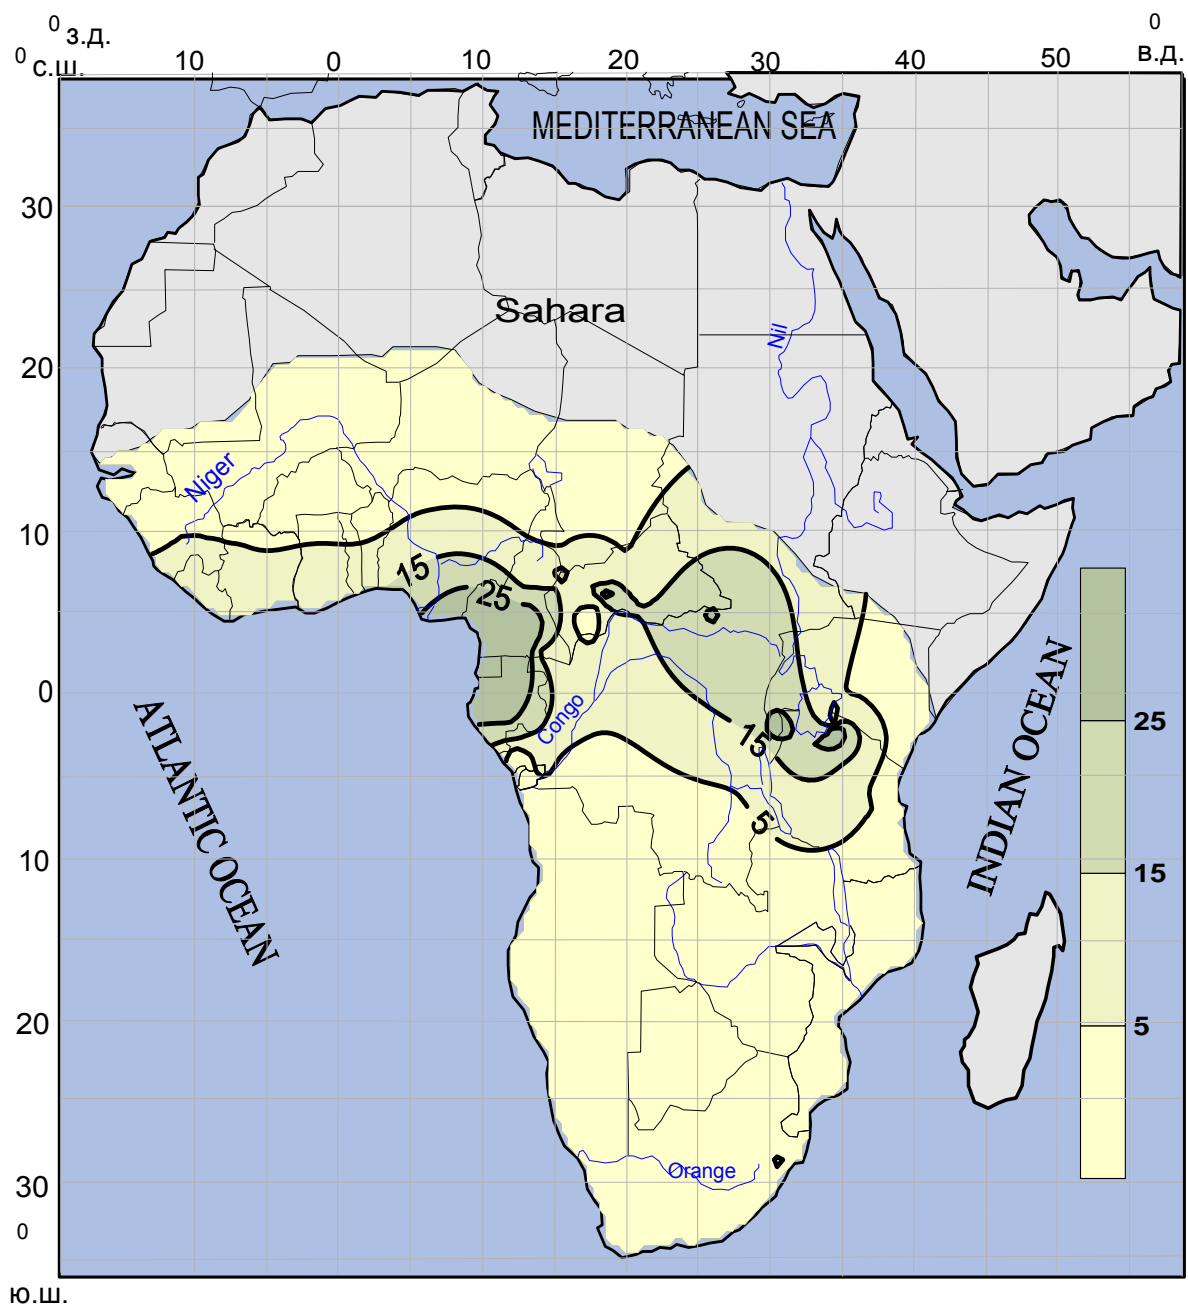 0 з.д.
0
0 с.ш.
10 0 10 20 30 40 50
в.д.
MEDITERRANEAN SEA
30
Sahara
Nil
20
Niger
10
15
25
0
Congo
15
25
ATLANTIC OCEAN
INDIAN OCEAN
5
10
15
20
5
Orange
30
0
ю.ш.